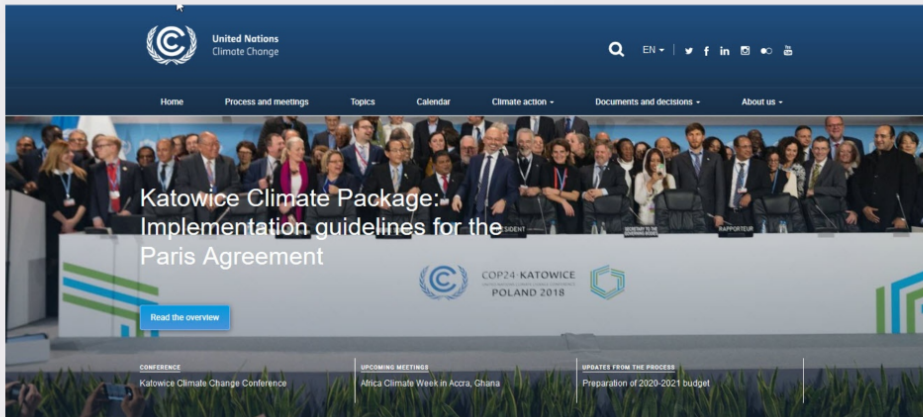 United Nations
Climate Change
EN
Home Process and meetings Topics Calendar Climate action Documents and decisions About us
Katowice Climate Package:
Implementation guidelines for the
Paris Agreement
RAPPORTEUR
COP24·KATOWICE
POLAND 2018
Read the overview
CONFERENCE
Katowice Climate Change Conference
UPCOMING MEETINGS
Africa Climate Week in Accra, Ghana
UPDATES FROM THE PROCESS
Preparation of 2020-2021 budget